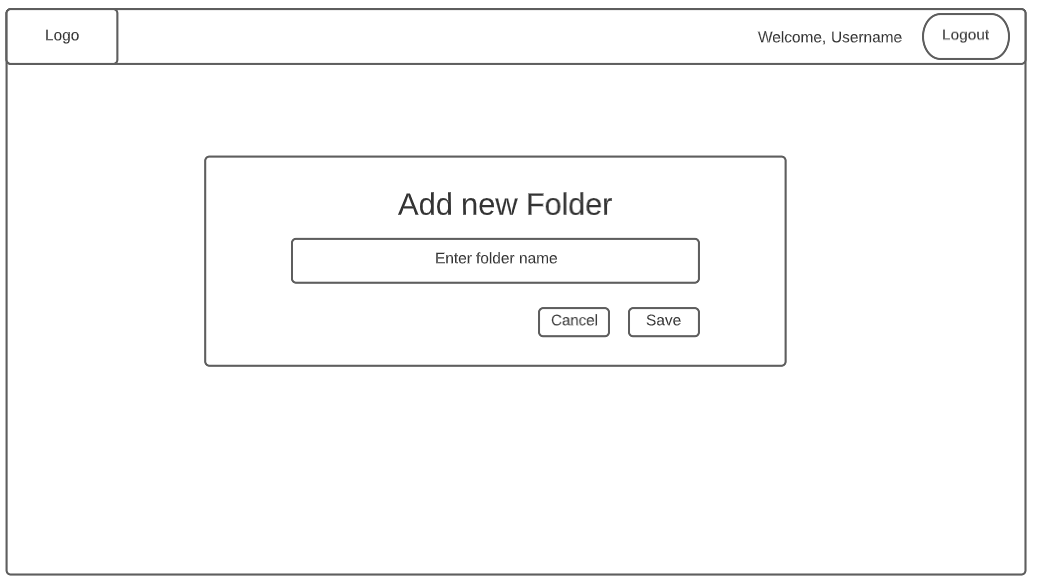 Logo
Welcome, Username
Logout
Add new Folder
Enter folder name
Cancel
Save